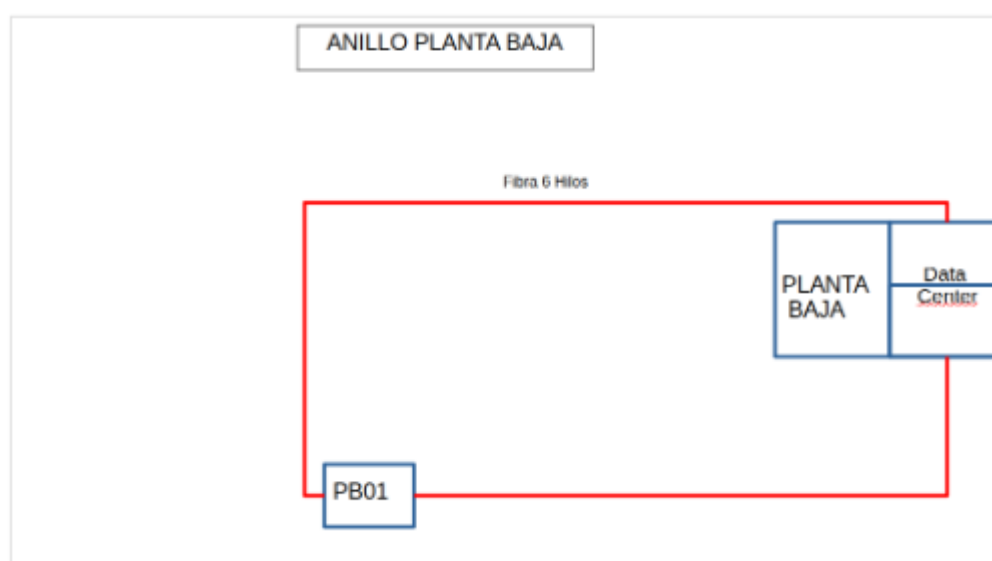 ANILLO PLANTA BAJA
Fibra 6 Hilos
PLANTA
BAJA
Data
Center
PB01